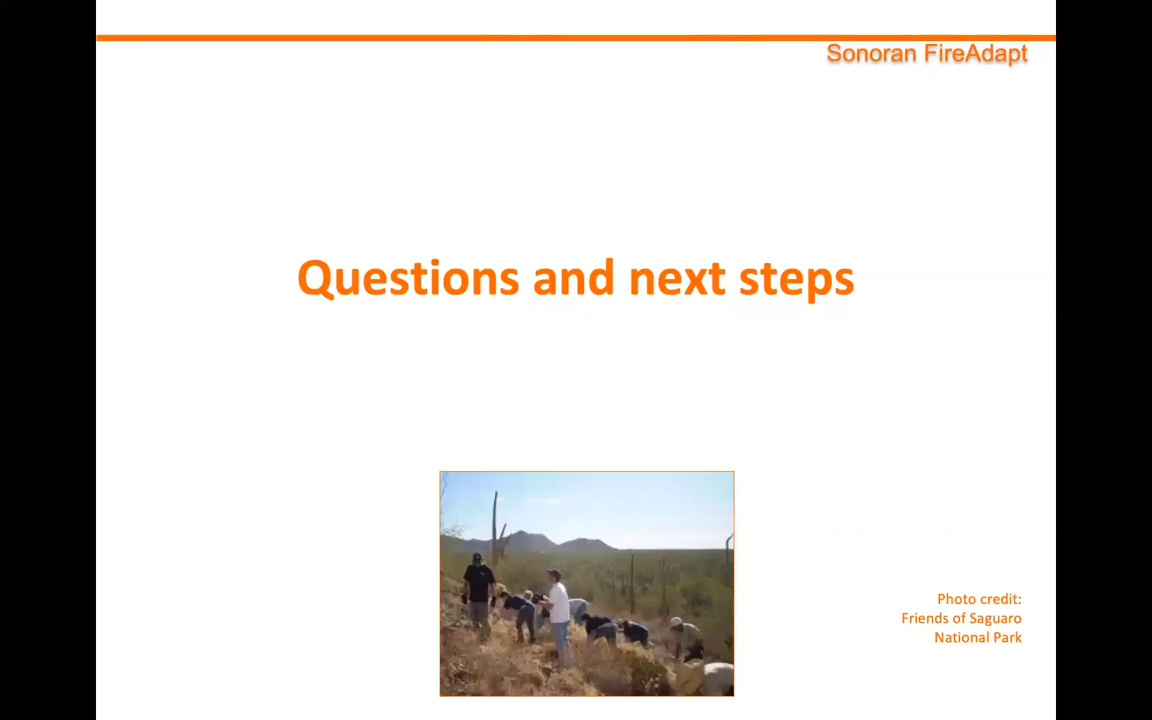 Sonoran FireAdapt
Questions and next steps
Photo credit:
Friends of Saguaro
National Park